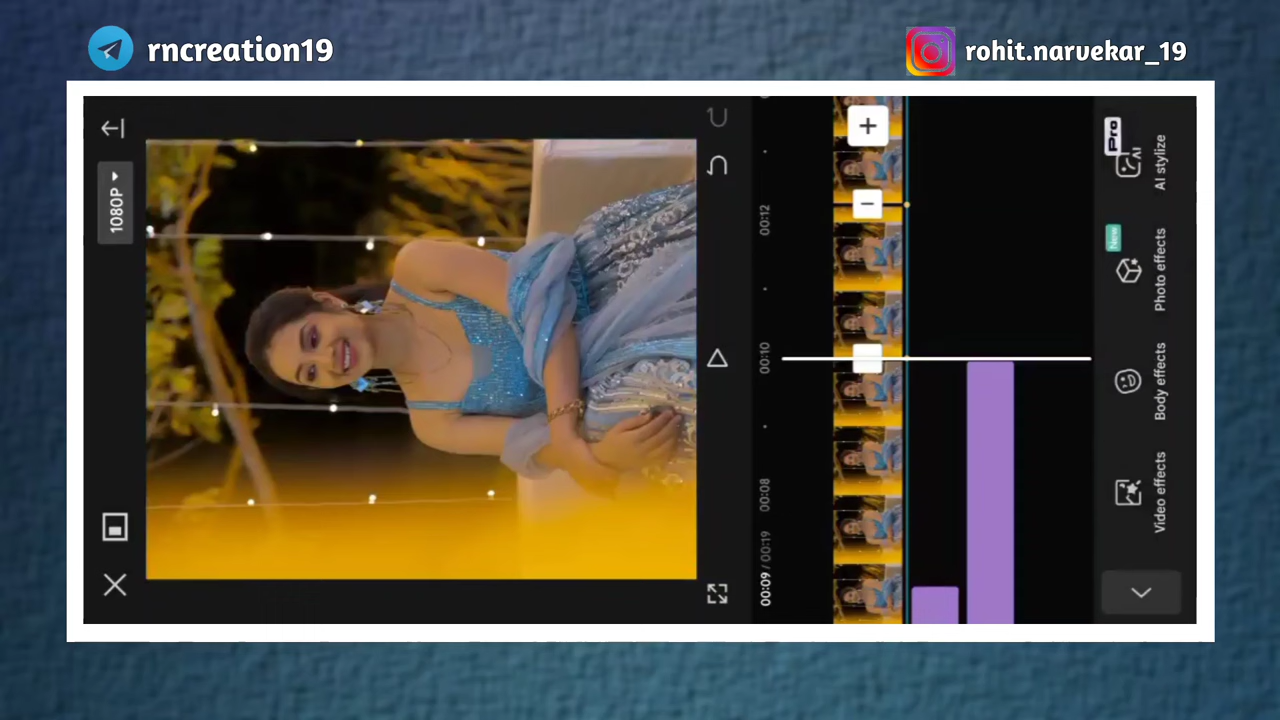 rncreation19
rohit.narvekar_19
1080P
00:09 / 00:19
00:08
00:10
00:12
Video effects
Body effects
New
Photo effects
Pro
AI
AI stylize